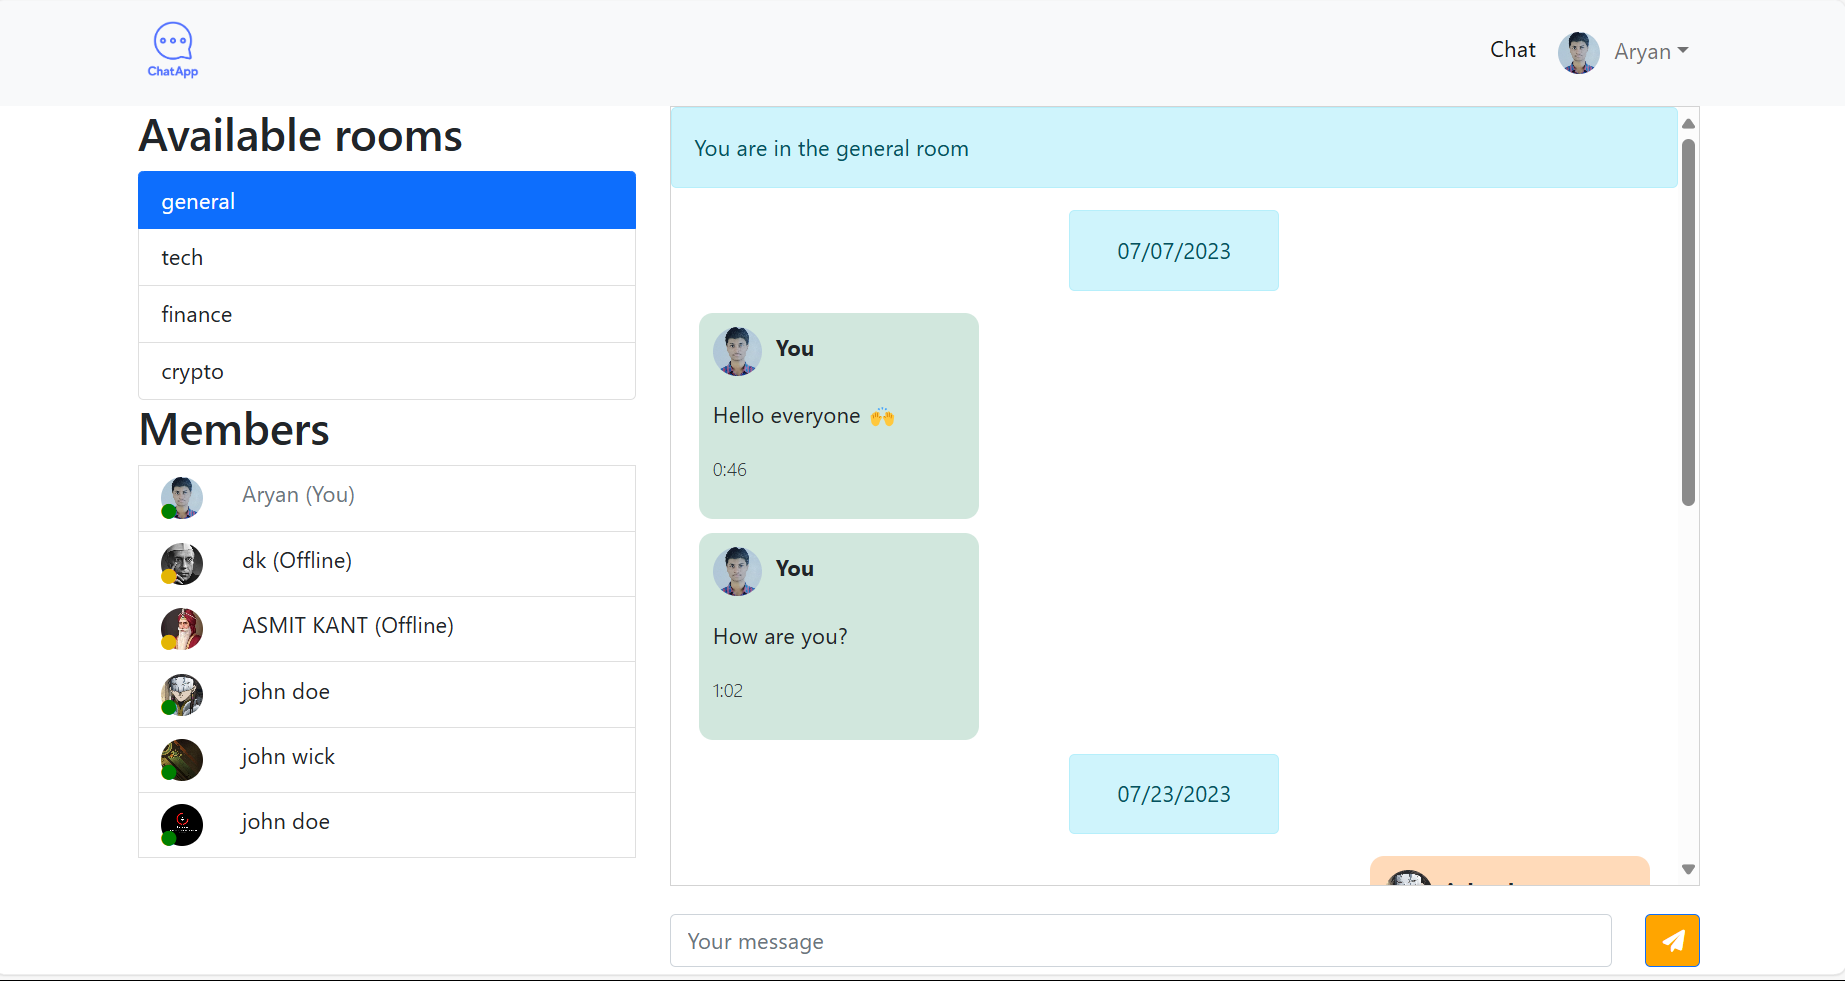 ChatApp
Chat
Aryan
Available rooms
general
tech
finance
crypto
Members
Aryan (You)
dk (Offline)
ASMIT KANT (Offline)
john doe
john wick
john doe
You are in the general room
07/07/2023
You
Hello everyone 🙌
0:46
You
How are you?
1:02
07/23/2023
Your message